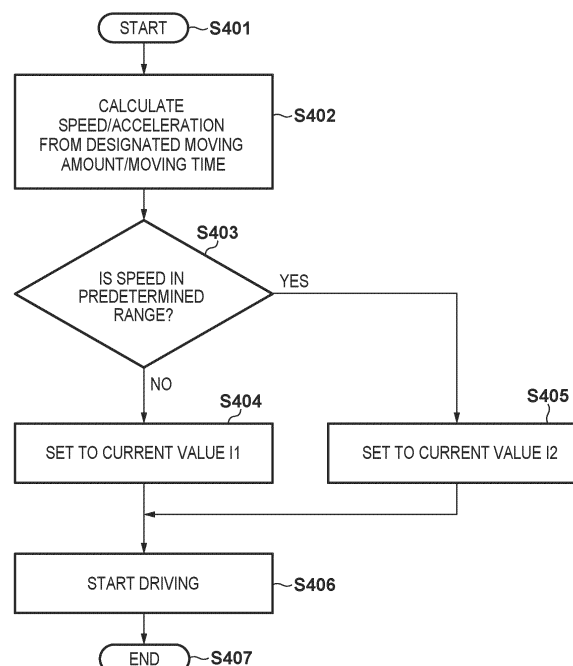 START
S401
CALCULATE
SPEED/ACCELERATION
FROM DESIGNATED MOVING
AMOUNT/MOVING TIME
S402
S403
IS SPEED IN
PREDETERMINED
RANGE?
YES
NO
S404
SET TO CURRENT VALUE I1
S405
SET TO CURRENT VALUE I2
START DRIVING
S406
END
S407